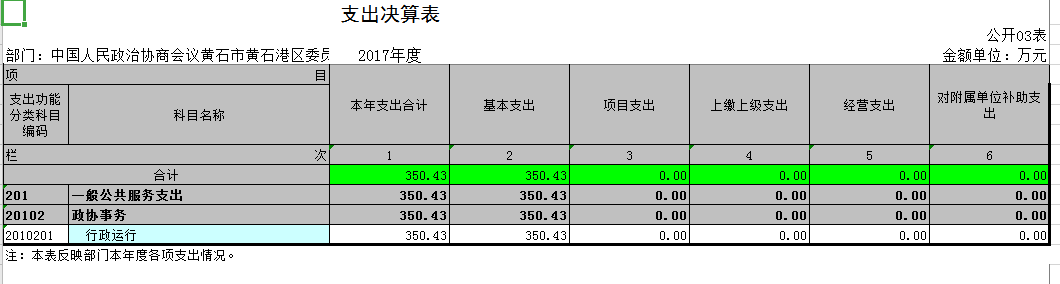 支出决算表
公开03表
部门：中国人民政治协商会议黄石市黄石港区委员 2017年度 金额单位：万元
项 目 本年支出合计 基本支出 项目支出 上缴上级支出 经营支出 对附属单位补助支出
支出功能分类科目编码 科目名称
栏 次 1 2 3 4 5 6
合计 350.43 350.43 0.00 0.00 0.00 0.00
201 一般公共服务支出 350.43 350.43 0.00 0.00 0.00 0.00
20102 政协事务 350.43 350.43 0.00 0.00 0.00 0.00
2010201 行政运行 350.43 350.43 0.00 0.00 0.00 0.00
注：本表反映部门本年度各项支出情况。